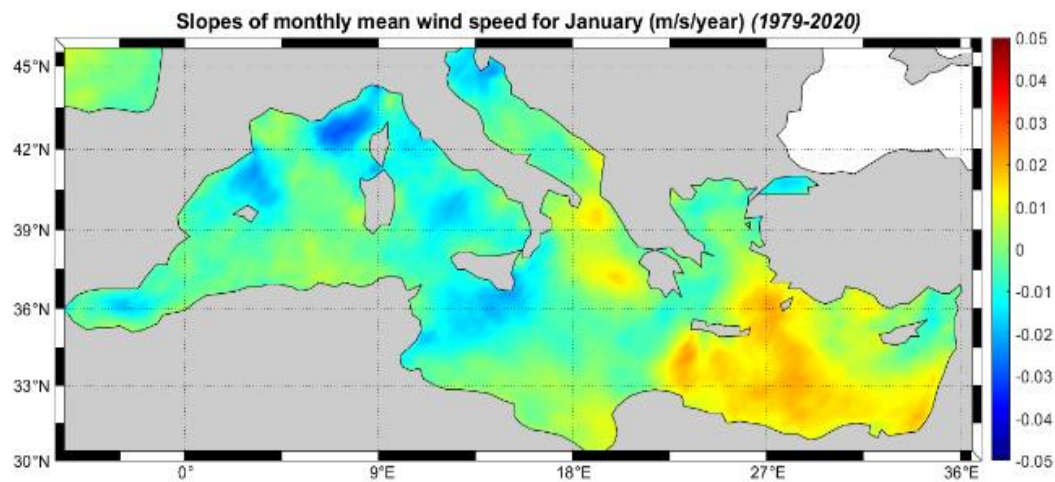 Slopes of monthly mean wind speed for January (m/s/year) (1979-2020)
45°N
42°N
39°N
36°N
33°N
30°N
0°
9°E
18°E
27°E
36°E
0.05
0.04
0.03
0.02
0.01
0
-0.01
-0.02
-0.03
-0.04
-0.05